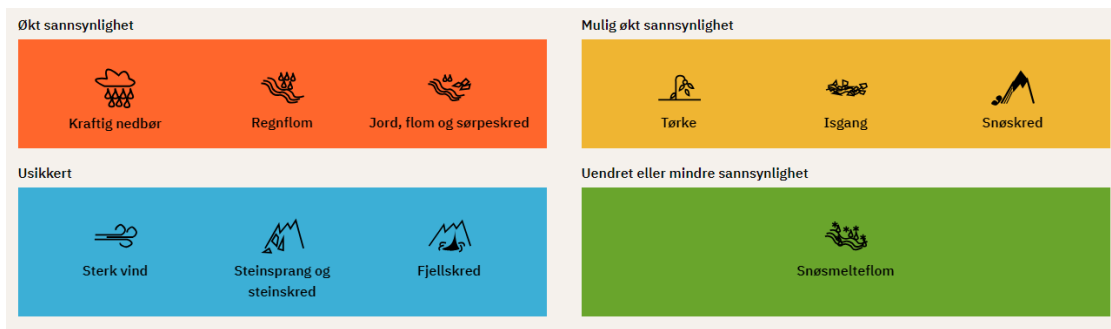 Økt sannsynlighet
Kraftig nedbør
Regnflom
Jord, flom og sørpeskred
Mulig økt sannsynlighet
Tørke
Isgang
Snøskred
Usikkert
Sterk vind
Steinsprang og
steinskred
Fjellskred
Uendret eller mindre sannsynlighet
Snøsmelteflom